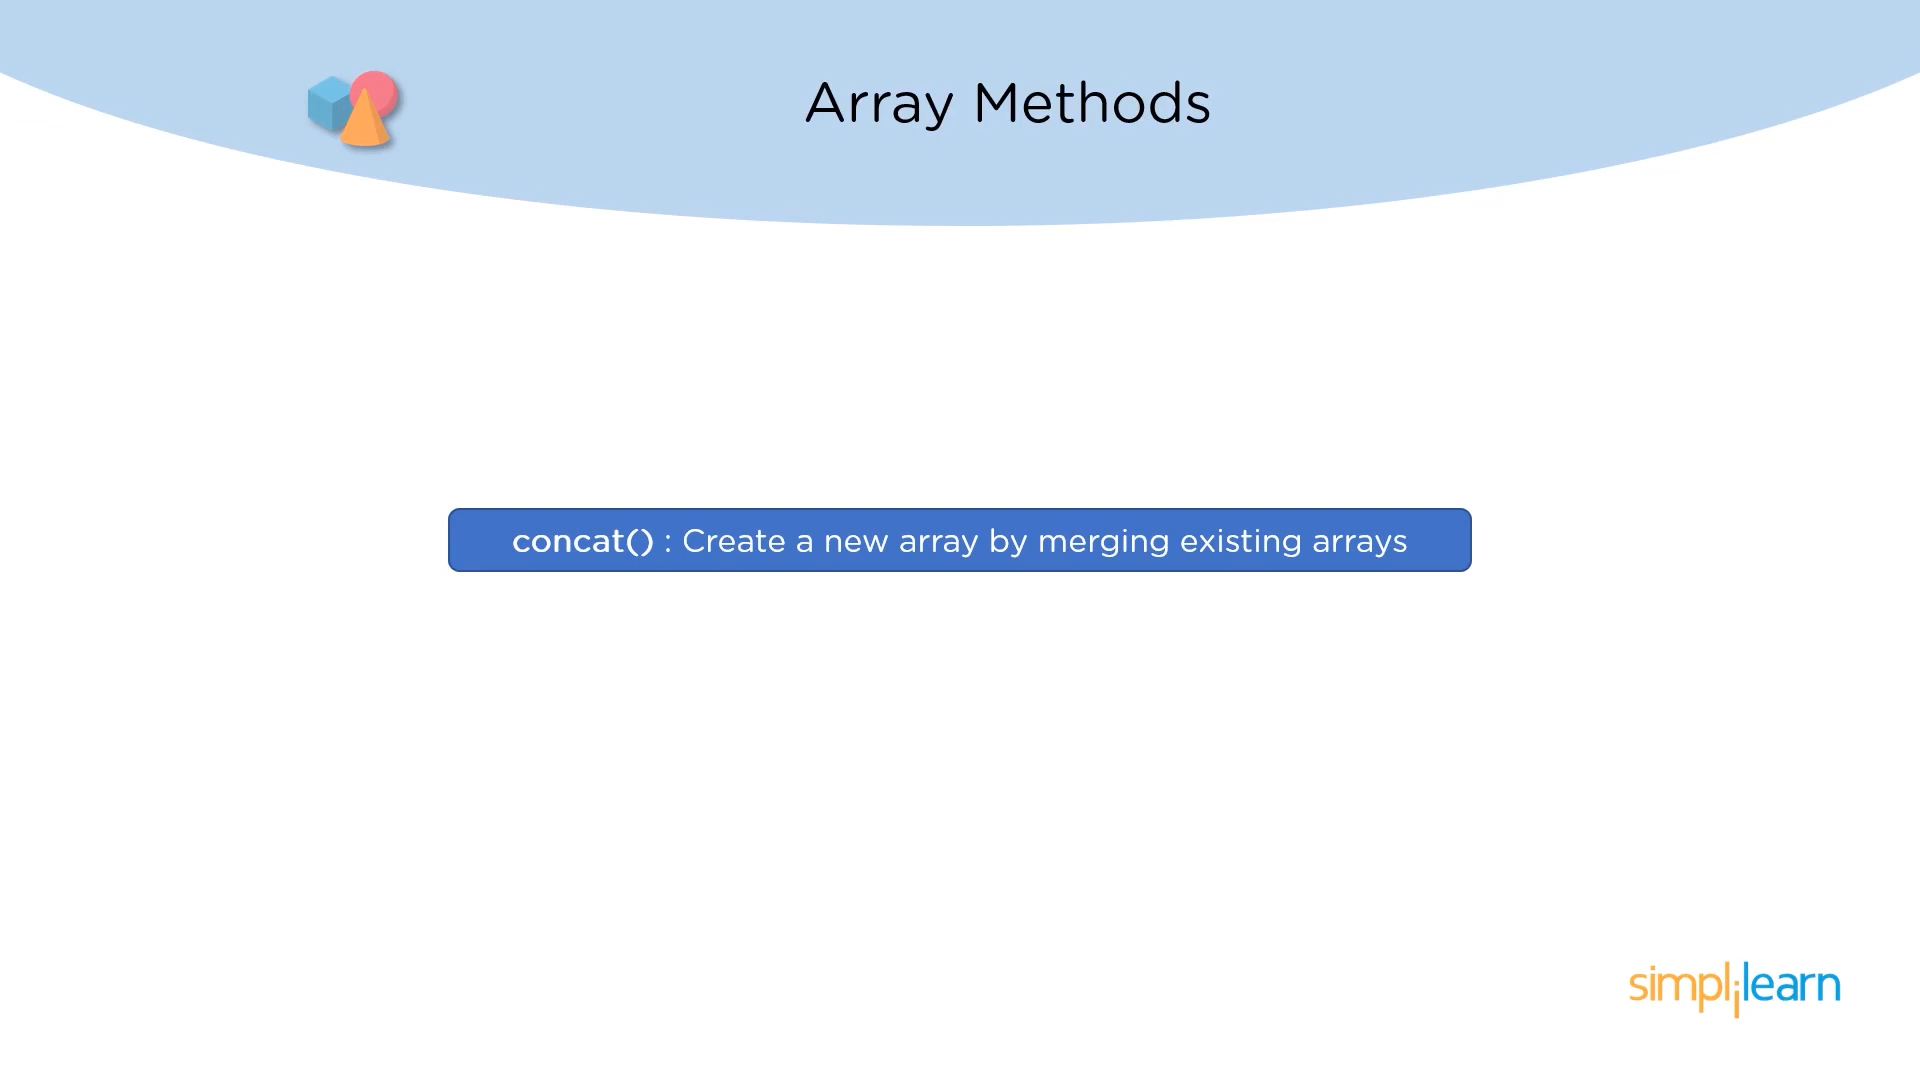 Array Methods
concat() : Create a new array by merging existing arrays
simplilearn